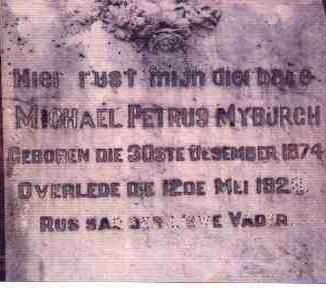 Hier rust mijn dierbare
MICHAEL PETRUS MYBURGH
GEBOREN DIE 30STE DESEMBER 1874
OVERLEDE DIE 12DE MEI
RUS VADER